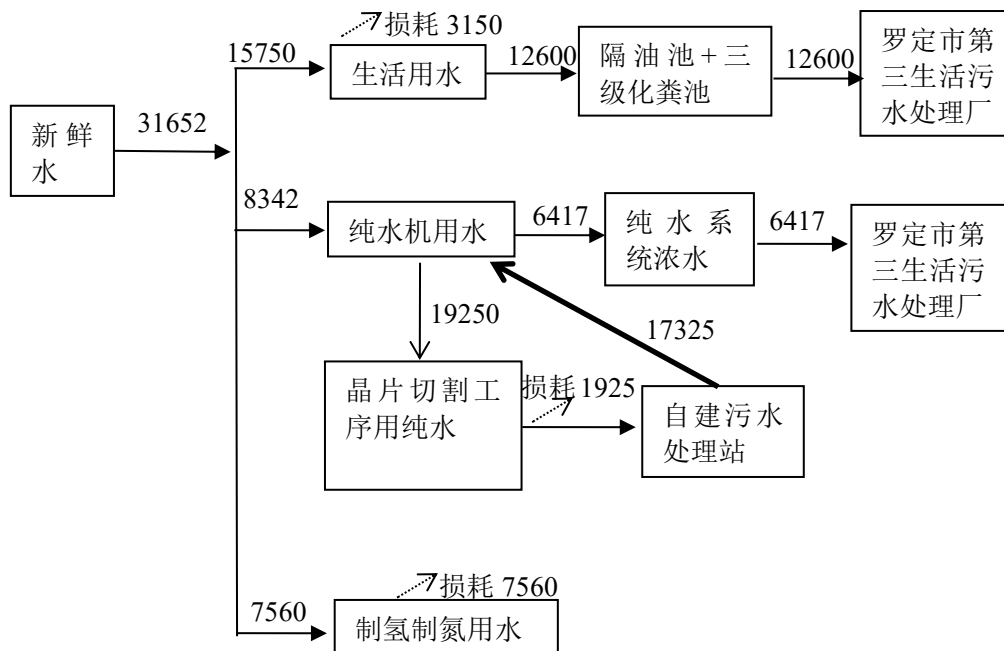 损耗 3150
15750
生活用水
12600
隔油池+三
级化粪池
12600
罗定市第
三生活污
水处理厂
新鲜
水
31652
8342
纯水机用水
6417
纯水系
统浓水
6417
罗定市第
三生活污
水处理厂
19250
17325
晶片切割工
序用纯水
损耗 1925
自建污水
处理站
损耗 7560
7560
制氢制氮用水